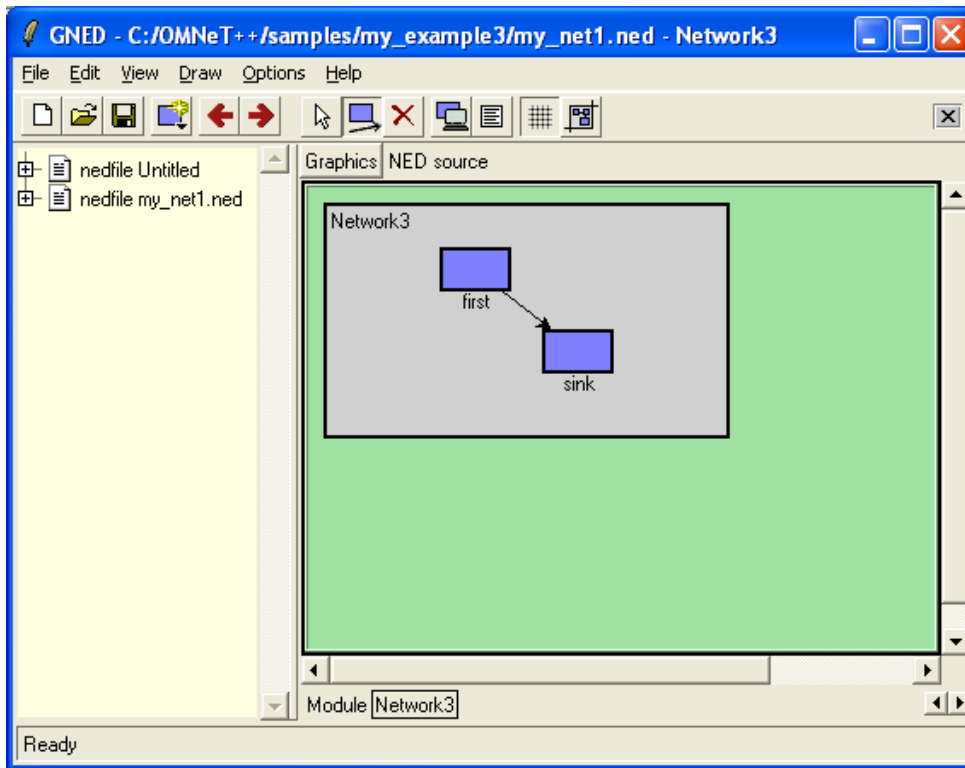 GNED - C:/OMNeT++/samples/my_example3/my_net1.ned - Network3
File Edit View Draw Options Help
nedfile Untitled
nedfile my_net1.ned
Graphics NED source
Network3
first
sink
Module Network3
Ready